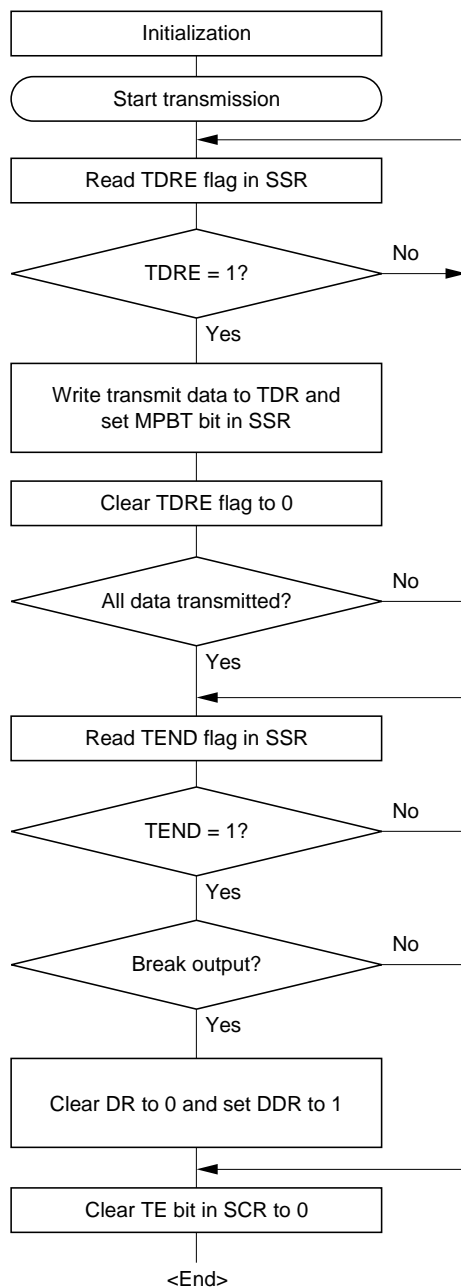 Initialization
Start transmission
Read TDRE flag in SSR
TDRE = 1?
No
Yes
Write transmit data to TDR and
set MPBT bit in SSR
Clear TDRE flag to 0
All data transmitted?
No
Yes
Read TEND flag in SSR
TEND = 1?
No
Yes
Break output?
No
Yes
Clear DR to 0 and set DDR to 1
Clear TE bit in SCR to 0
<End>